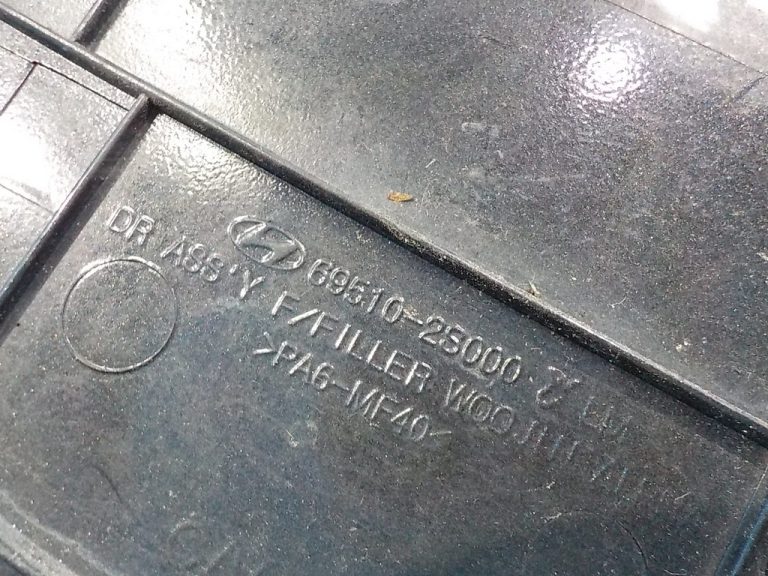 69510-2S000
DR ASS'Y F/FILLER
>PA6-MF40<